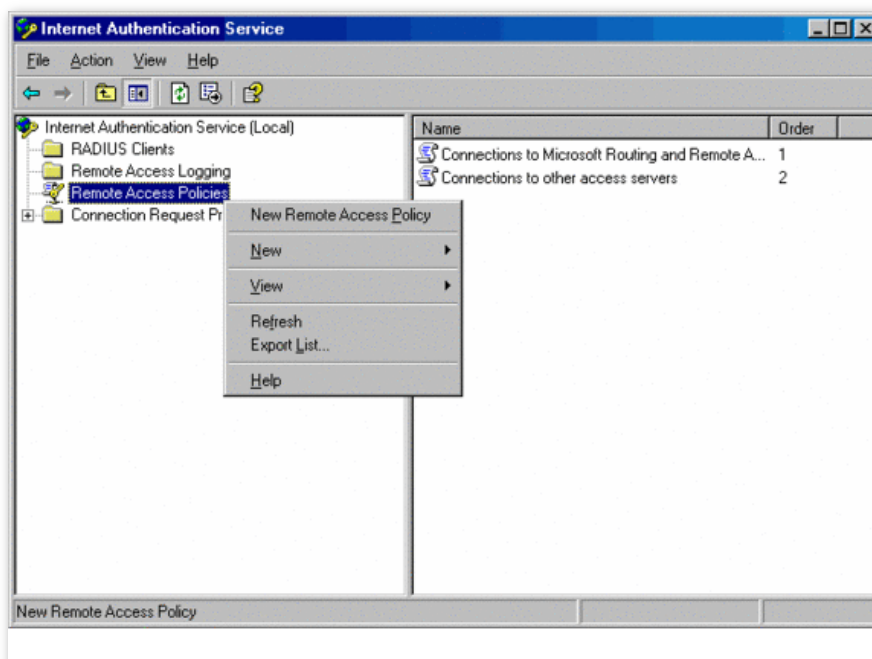 Internet Authentication Service
File Action View Help
Internet Authentication Service (Local)
RADIUS Clients
Remote Access Logging
Remote Access Policies
Connection Request Pr
Name Order
Connections to Microsoft Routing and Remote A... 1
Connections to other access servers 2
New Remote Access Policy
New
View
Refresh
Export List...
Help
New Remote Access Policy